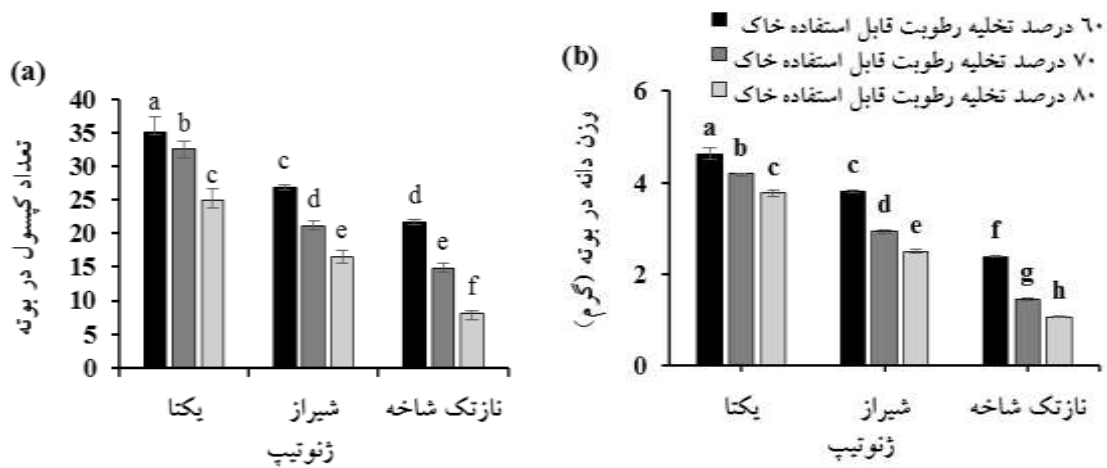 (a)
تعداد کپسول در بوته
40
35
30
25
20
15
10
5
0
a
b
c
c
d
e
d
e
f
یکتا
شیراز
نازتک شاخه
ژنوتیپ
(b)
۶۰ درصد تخلیه رطوبت قابل استفاده خاک
۷۰ درصد تخلیه رطوبت قابل استفاده خاک
۸۰ درصد تخلیه رطوبت قابل استفاده خاک
وزن دانه در بوته (گرم)
6
4
2
0
a
b
c
c
d
e
f
g
h
یکتا
شیراز
نازتک شاخه
ژنوتیپ